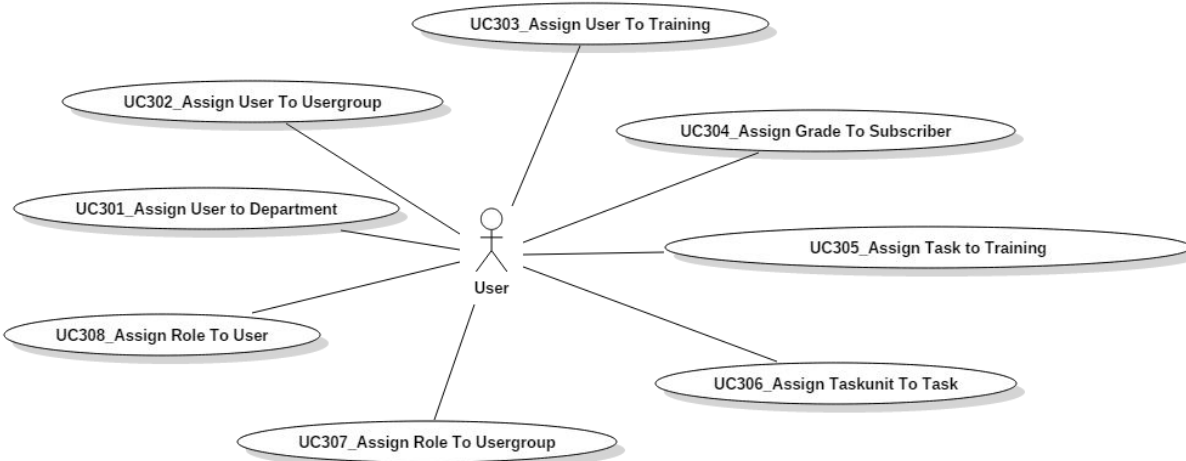 UC303_Assign User To Training
UC302_Assign User To Usergroup
UC304_Assign Grade To Subscriber
UC301_Assign User to Department
UC305_Assign Task to Training
User
UC308_Assign Role To User
UC306_Assign Taskunit To Task
UC307_Assign Role To Usergroup